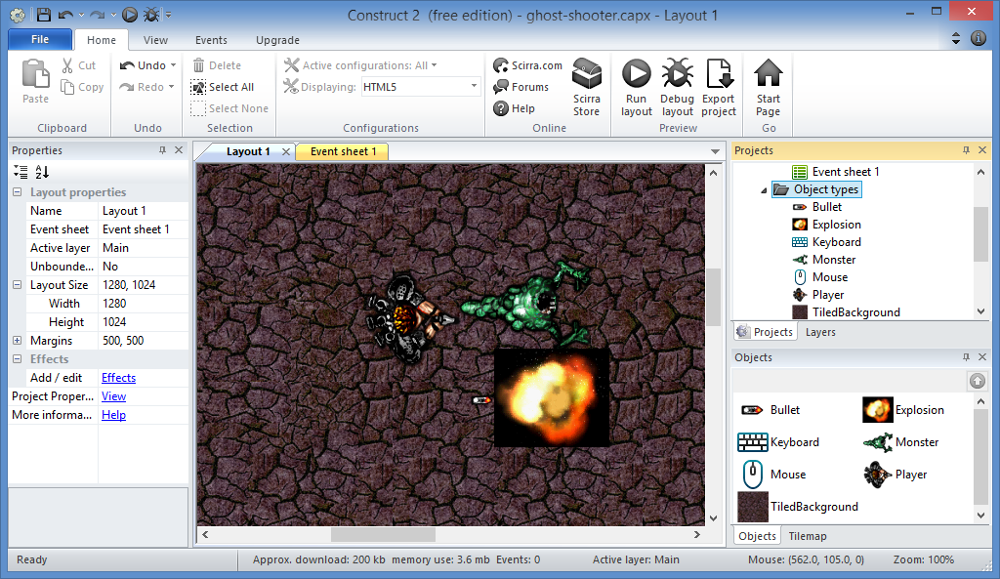 Construct 2 (free edition) - ghost-shooter.capx - Layout 1
File Home View Events Upgrade
Paste
Cut
Copy
Clipboard
Undo
Redo
Undo
Delete
Select All
Select None
Selection
Active configurations: All
Displaying: HTML5
Configurations
Scirra.com
Forums
Help
Scirra
Store
Online
Run
layout
Debug
layout
Export
project
Preview
Start
Page
Go
Properties
Layout properties
Name Layout 1
Event sheet Event sheet 1
Active layer Main
Unbounde... No
Layout Size 1280, 1024
Width 1280
Height 1024
Margins 500, 500
Effects
Add / edit Effects
Project Proper... View
More informa... Help
Layout 1 Event sheet 1
Projects
Event sheet 1
Object types
Bullet
Explosion
Keyboard
Monster
Mouse
Player
TiledBackground
Projects Layers
Objects
Bullet Explosion
Keyboard Monster
Mouse Player
TiledBackground
Objects Tilemap
Ready Approx. download: 200 kb memory use: 3.6 mb Events: 0 Active layer: Main Mouse: (562.0, 105.0, 0) Zoom: 100%